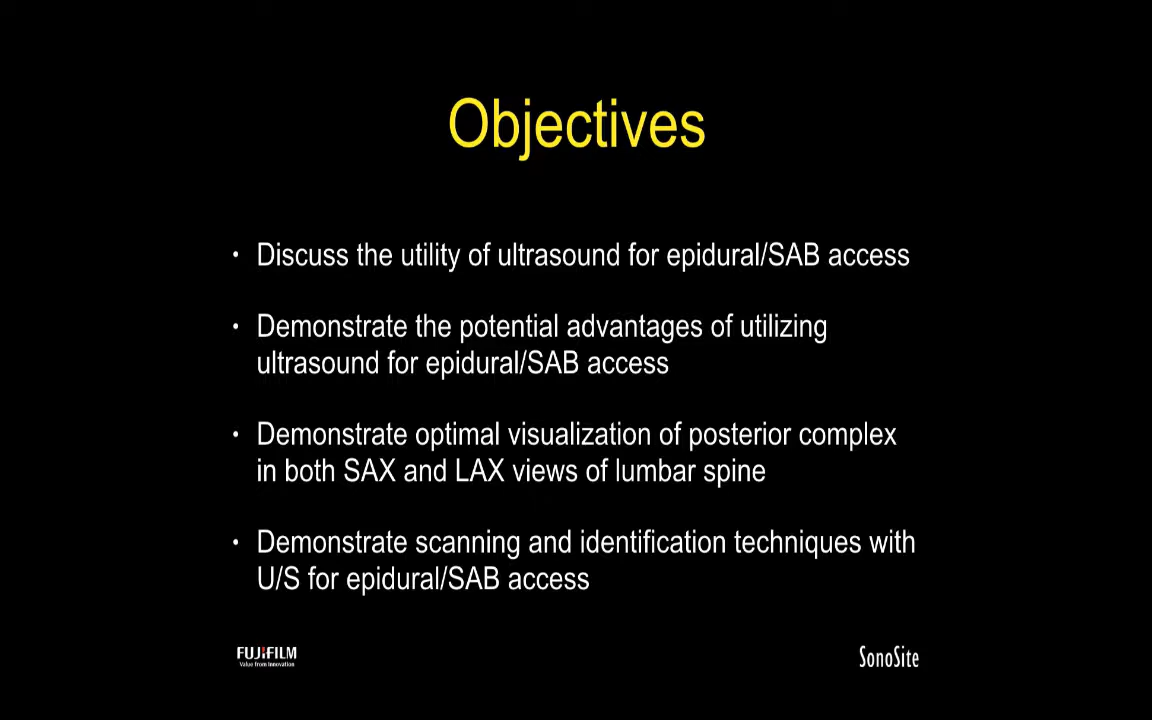 Objectives
• Discuss the utility of ultrasound for epidural/SAB access
• Demonstrate the potential advantages of utilizing
ultrasound for epidural/SAB access
• Demonstrate optimal visualization of posterior complex
in both SAX and LAX views of lumbar spine
• Demonstrate scanning and identification techniques with
U/S for epidural/SAB access
FUJIFILM
Value from Innovation
SonoSite